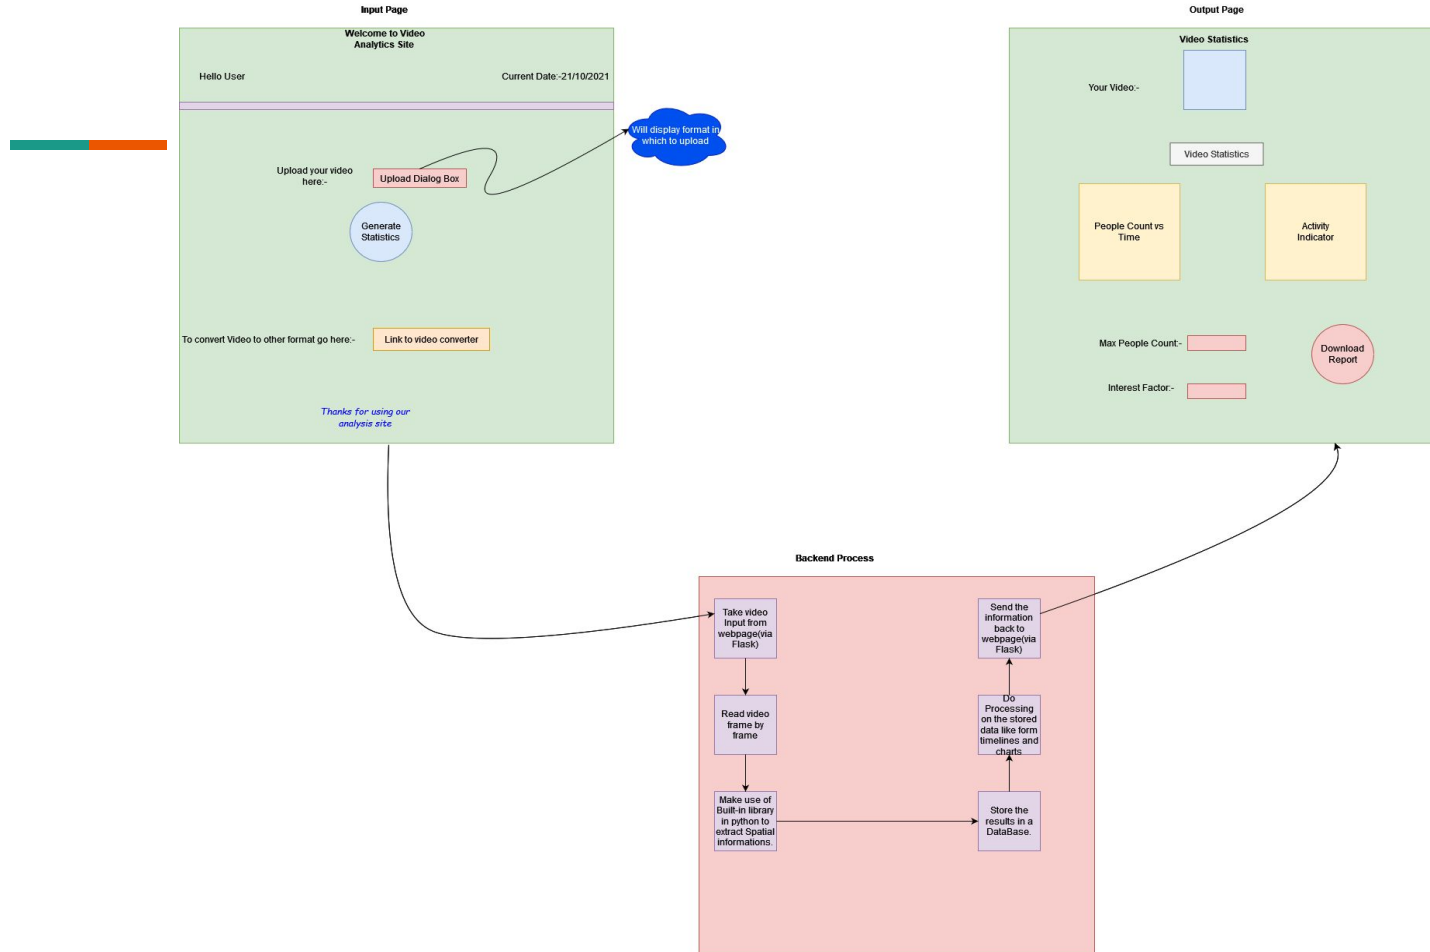 Input Page
Welcome to Video
Analytics Site
Hello User
Current Date:-21/10/2021
Will display format in
which to upload
Upload your video
here:-
Upload Dialog Box
Generate
Statistics
To convert Video to other format go here:-
Link to video converter
Thanks for using our
analysis site
Output Page
Video Statistics
Your Video:-
Video Statistics
People Count vs
Time
Activity
Indicator
Max People Count:-
Interest Factor:-
Download
Report
Backend Process
Take video
Input from
webpage(via
Flask)
Read video
frame by
frame
Make use of
Built-in library
in python to
extract Spatial
informations.
Store the
results in a
DataBase.
Do
Processing
on the stored
data like form
timelines and
charts
Send the
information
back to
webpage(via
Flask)